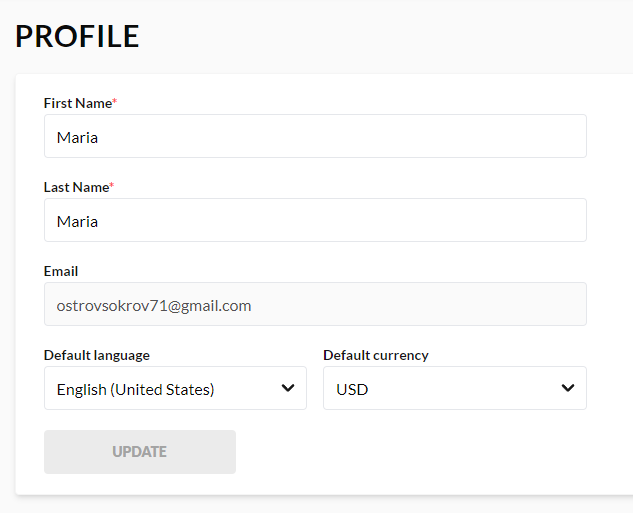 PROFILE
First Name*
Maria
Last Name*
Maria
Email
ostrovsokrov71@gmail.com
Default language Default currency
English (United States) USD
UPDATE